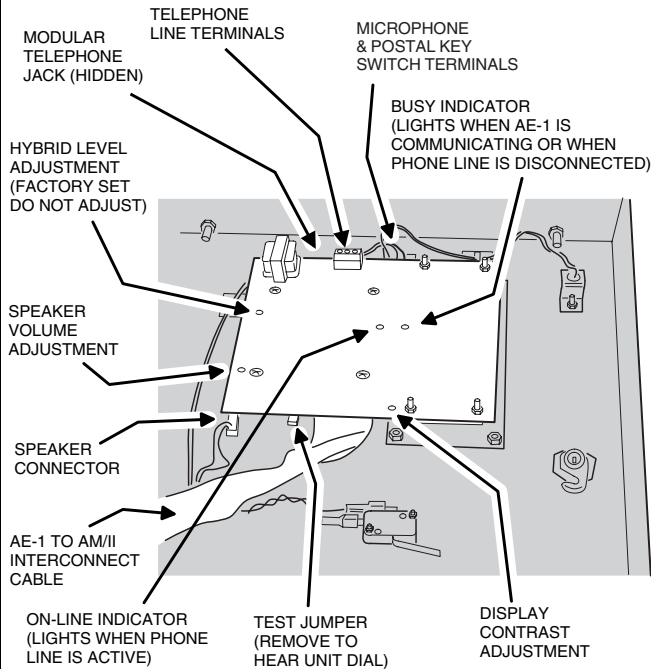 TELEPHONE
LINE TERMINALS
MODULAR
TELEPHONE
JACK (HIDDEN)
MICROPHONE
& POSTAL KEY
SWITCH TERMINALS
BUSY INDICATOR
(LIGHTS WHEN AE-1 IS
COMMUNICATING OR WHEN
PHONE LINE IS DISCONNECTED)
HYBRID LEVEL
ADJUSTMENT
(FACTORY SET
DO NOT ADJUST)
SPEAKER
VOLUME
ADJUSTMENT
SPEAKER
CONNECTOR
AE-1 TO AM/II
INTERCONNECT
CABLE
ON-LINE INDICATOR
(LIGHTS WHEN PHONE
LINE IS ACTIVE)
TEST JUMPER
(REMOVE TO
HEAR UNIT DIAL)
DISPLAY
CONTRAST
ADJUSTMENT